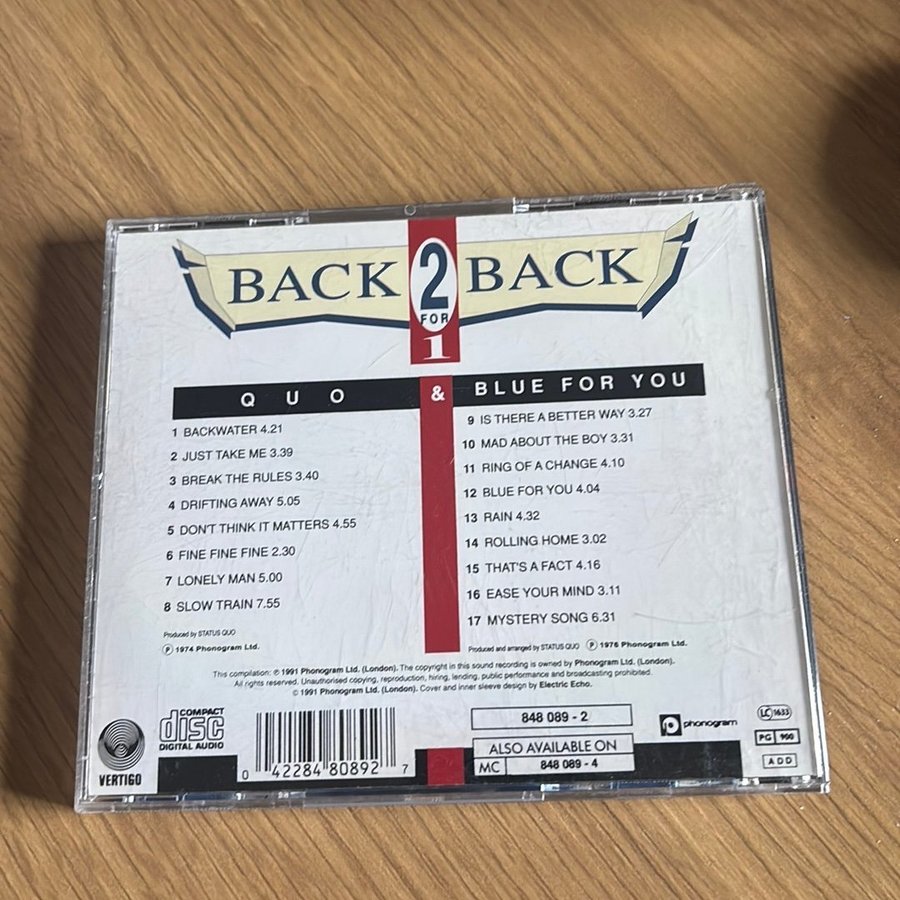 BACK 2 BACK
FOR
1
QUO & BLUE FOR YOU
1 BACKWATER 4.21
2 JUST TAKE ME 3.39
3 BREAK THE RULES 3.40
4 DRIFTING AWAY 5.05
5 DON'T THINK IT MATTERS 4.55
6 FINE FINE FINE 2.30
7 LONELY MAN 5.00
8 SLOW TRAIN 7.55
Produced by STATUS QUO
℗ 1974 Phonogram Ltd.
9 IS THERE A BETTER WAY 3.27
10 MAD ABOUT THE BOY 3.31
11 RING OF A CHANGE 4.10
12 BLUE FOR YOU 4.04
13 RAIN 4.32
14 ROLLING HOME 3.02
15 THAT'S A FACT 4.16
16 EASE YOUR MIND 3.11
17 MYSTERY SONG 6.31
Produced and arranged by STATUS QUO ℗ 1976 Phonogram Ltd.
This compilation: ℗ 1991 Phonogram Ltd. (London). The copyright in this sound recording is owned by Phonogram Ltd. (London).
All rights reserved. Unauthorised copying, reproduction, hiring, lending, public performance and broadcasting prohibited.
© 1991 Phonogram Ltd. (London). Cover and inner sleeve design by Electric Echo.
VERTIGO
COMPACT
disc
DIGITAL AUDIO
0 42284 80892 7
848 089 - 2
ALSO AVAILABLE ON
MC 848 089 - 4
phonogram
LC 1633
PG 900
ADD